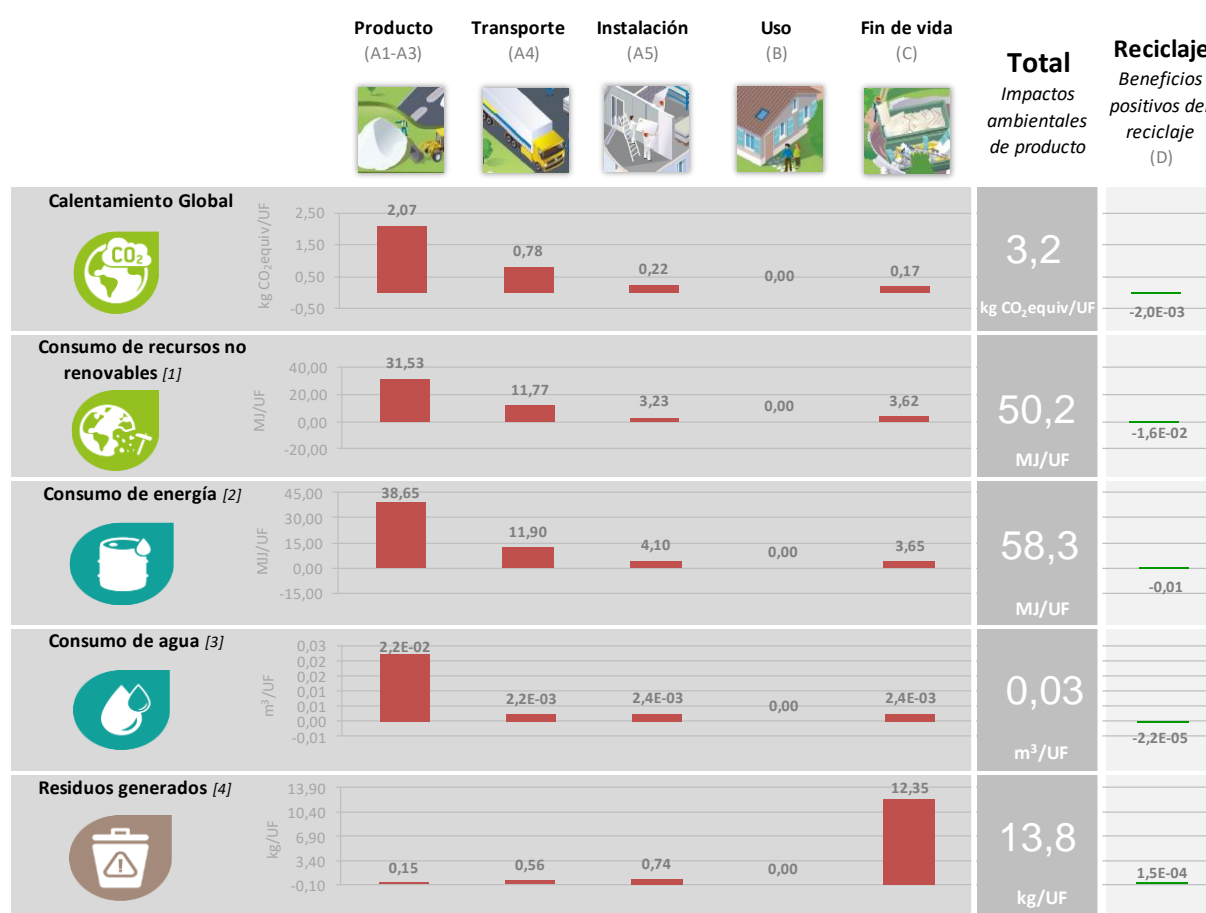 Producto
(A1-A3)
Transporte
(A4)
Instalación
(A5)
Uso
(B)
Fin de vida
(C)
Total
Impactos
ambientales
de producto
Reciclaje
Beneficios
positivos del
reciclaje
(D)
Calentamiento Global
CO₂
kg CO₂equiv/UF
2,50
1,50
0,50
-0,50
2,07
0,78
0,22
0,00
0,17
3,2
kg CO₂equiv/UF
-2,0E-03
Consumo de recursos no
renovables [1]
MJ/UF
40,00
20,00
0,00
-20,00
31,53
11,77
3,23
0,00
3,62
50,2
MJ/UF
-1,6E-02
Consumo de energía [2]
MJJ/UF
45,00
30,00
15,00
0,00
-15,00
38,65
11,90
4,10
0,00
3,65
58,3
MJ/UF
-0,01
Consumo de agua [3]
m³/UF
0,03
0,02
0,02
0,01
0,01
0,00
-0,01
2,2E-02
2,2E-03
2,4E-03
0,00
2,4E-03
0,03
m³/UF
-2,2E-05
Residuos generados [4]
kg/UF
13,90
10,40
6,90
3,40
-0,10
0,15
0,56
0,74
0,00
12,35
13,8
kg/UF
1,5E-04